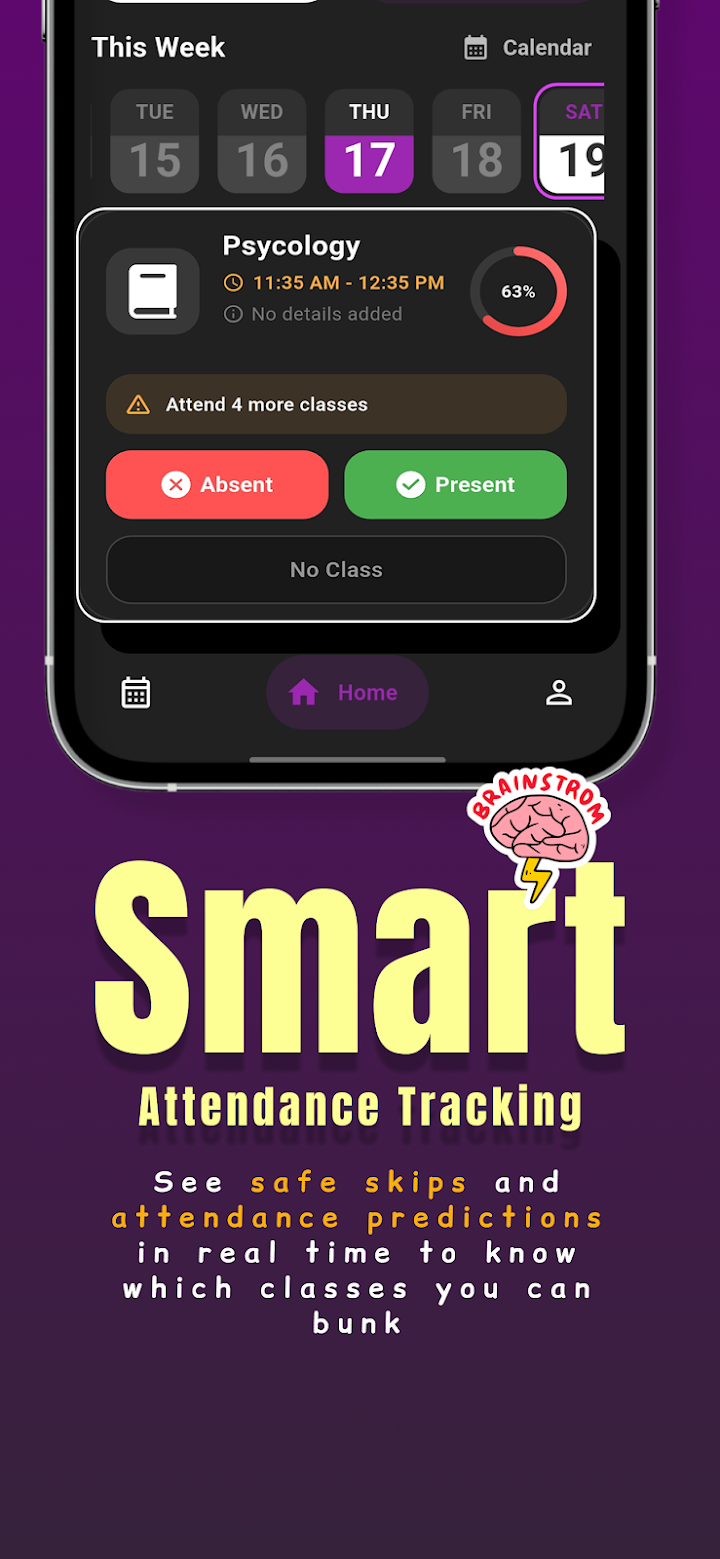 This Week
Calendar
TUE
15
WED
16
THU
17
FRI
18
SAT
19
Psycology
11:35 AM - 12:35 PM
No details added
63%
Attend 4 more classes
Absent
Present
No Class
Home
BRAINSTROM
Smart
Attendance Tracking
See safe skips and
attendance predictions
in real time to know
which classes you can
bunk